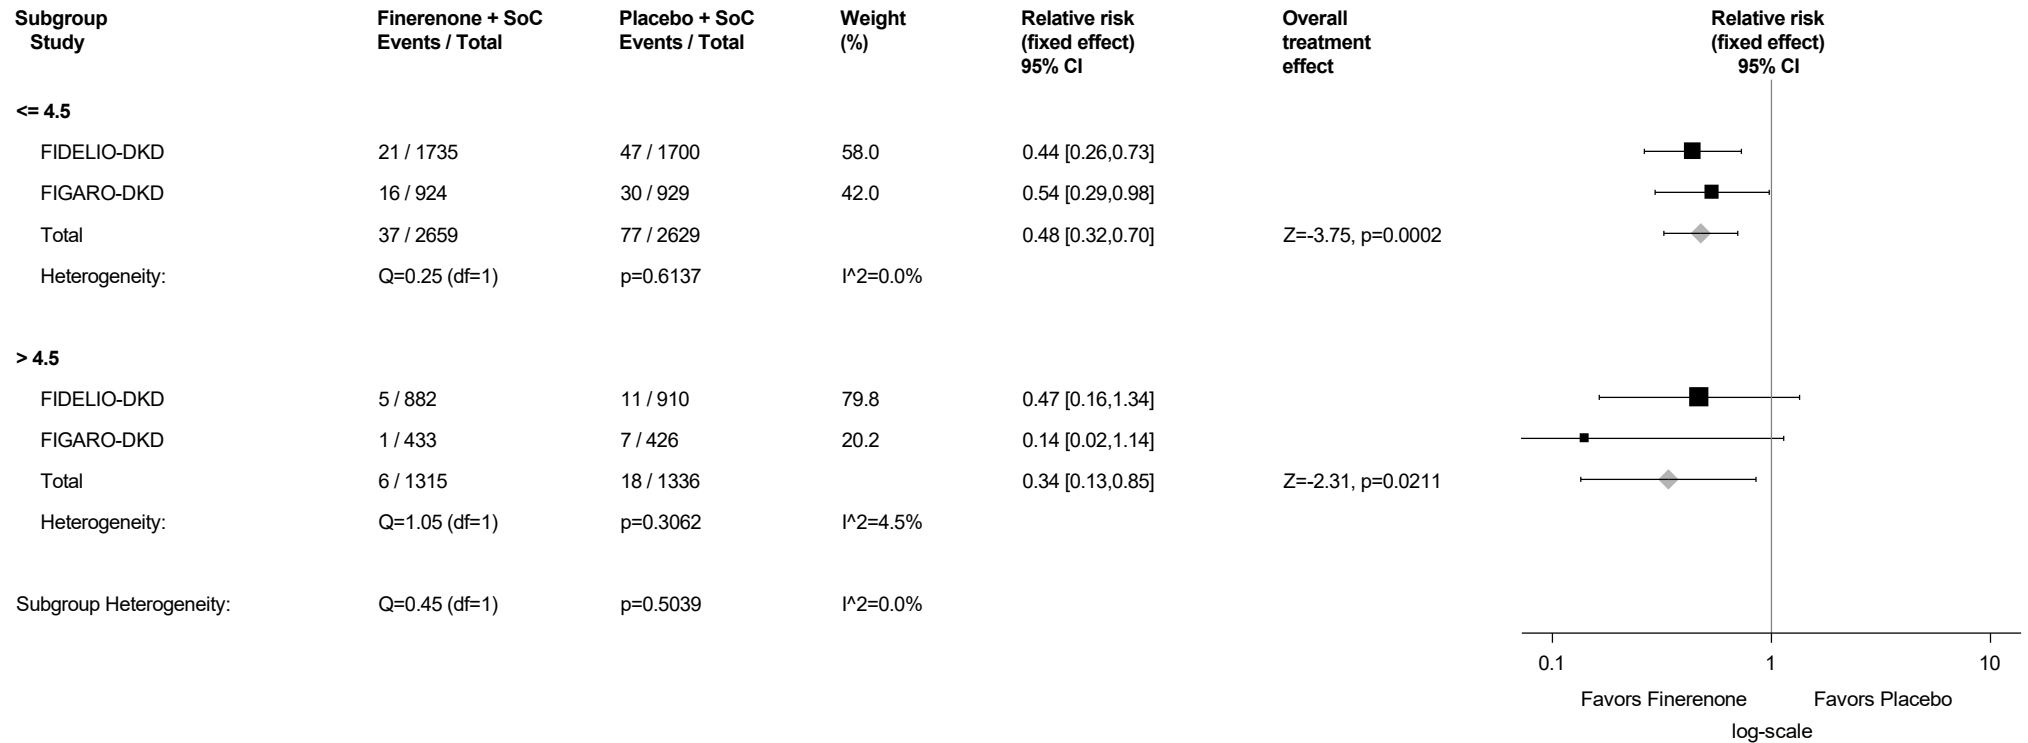 Subgroup Finerenone + SoC Placebo + SoC Weight Relative risk Overall Relative risk
Study Events / Total Events / Total (%) (fixed effect) treatment (fixed effect)
95% CI effect 95% CI
<= 4.5
FIDELIO-DKD 21 / 1735 47 / 1700 58.0 0.44 [0.26,0.73]
FIGARO-DKD 16 / 924 30 / 929 42.0 0.54 [0.29,0.98]
Total 37 / 2659 77 / 2629 0.48 [0.32,0.70] Z=-3.75, p=0.0002
Heterogeneity: Q=0.25 (df=1) p=0.6137 I^2=0.0%
> 4.5
FIDELIO-DKD 5 / 882 11 / 910 79.8 0.47 [0.16,1.34]
FIGARO-DKD 1 / 433 7 / 426 20.2 0.14 [0.02,1.14]
Total 6 / 1315 18 / 1336 0.34 [0.13,0.85] Z=-2.31, p=0.0211
Heterogeneity: Q=1.05 (df=1) p=0.3062 I^2=4.5%
Subgroup Heterogeneity: Q=0.45 (df=1) p=0.5039 I^2=0.0%
0.1 1 10
Favors Finerenone Favors Placebo
log-scale